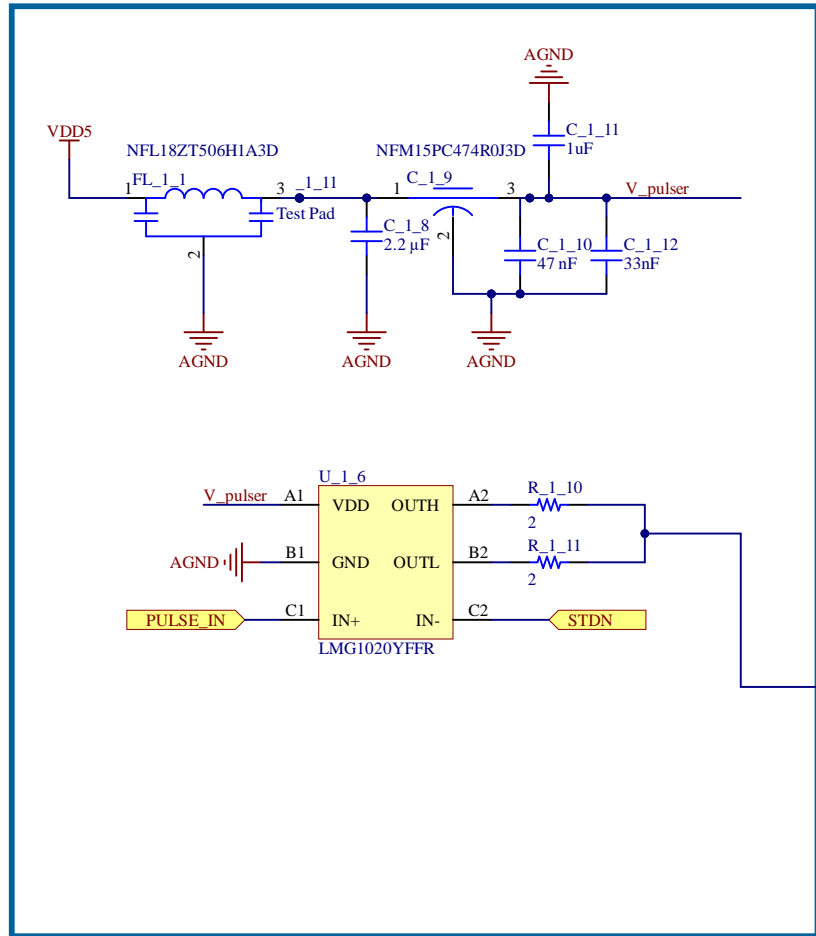 AGND
VDD5
C_1_11
1uF
NFL18ZT506H1A3D
NFM15PC474R0J3D
FL_1_1
1
3
_1_11
Test Pad
2
C_1_8
2.2 µF
1
C_1_9
3
2
V_pulser
C_1_10
47 nF
C_1_12
33nF
AGND
AGND
AGND
U_1_6
V_pulser
A1
VDD
OUTH
A2
R_1_10
2
AGND
B1
GND
OUTL
B2
R_1_11
2
PULSE_IN
C1
IN+
IN-
C2
STDN
LMG1020YFFR